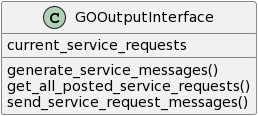 C GOOutputInterface
current_service_requests
generate_service_messages()
get_all_posted_service_requests()
send_service_request_messages()